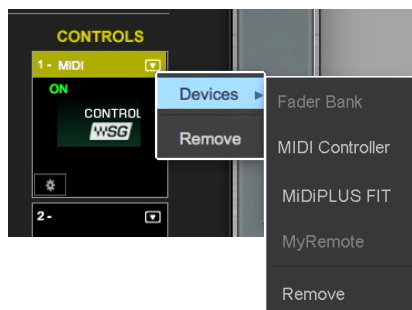 CONTROLS
1- MIDI
ON
CONTROL
WSG
2-
Devices
Remove
Fader Bank
MIDI Controller
MiDiPLUS FIT
MyRemote
Remove